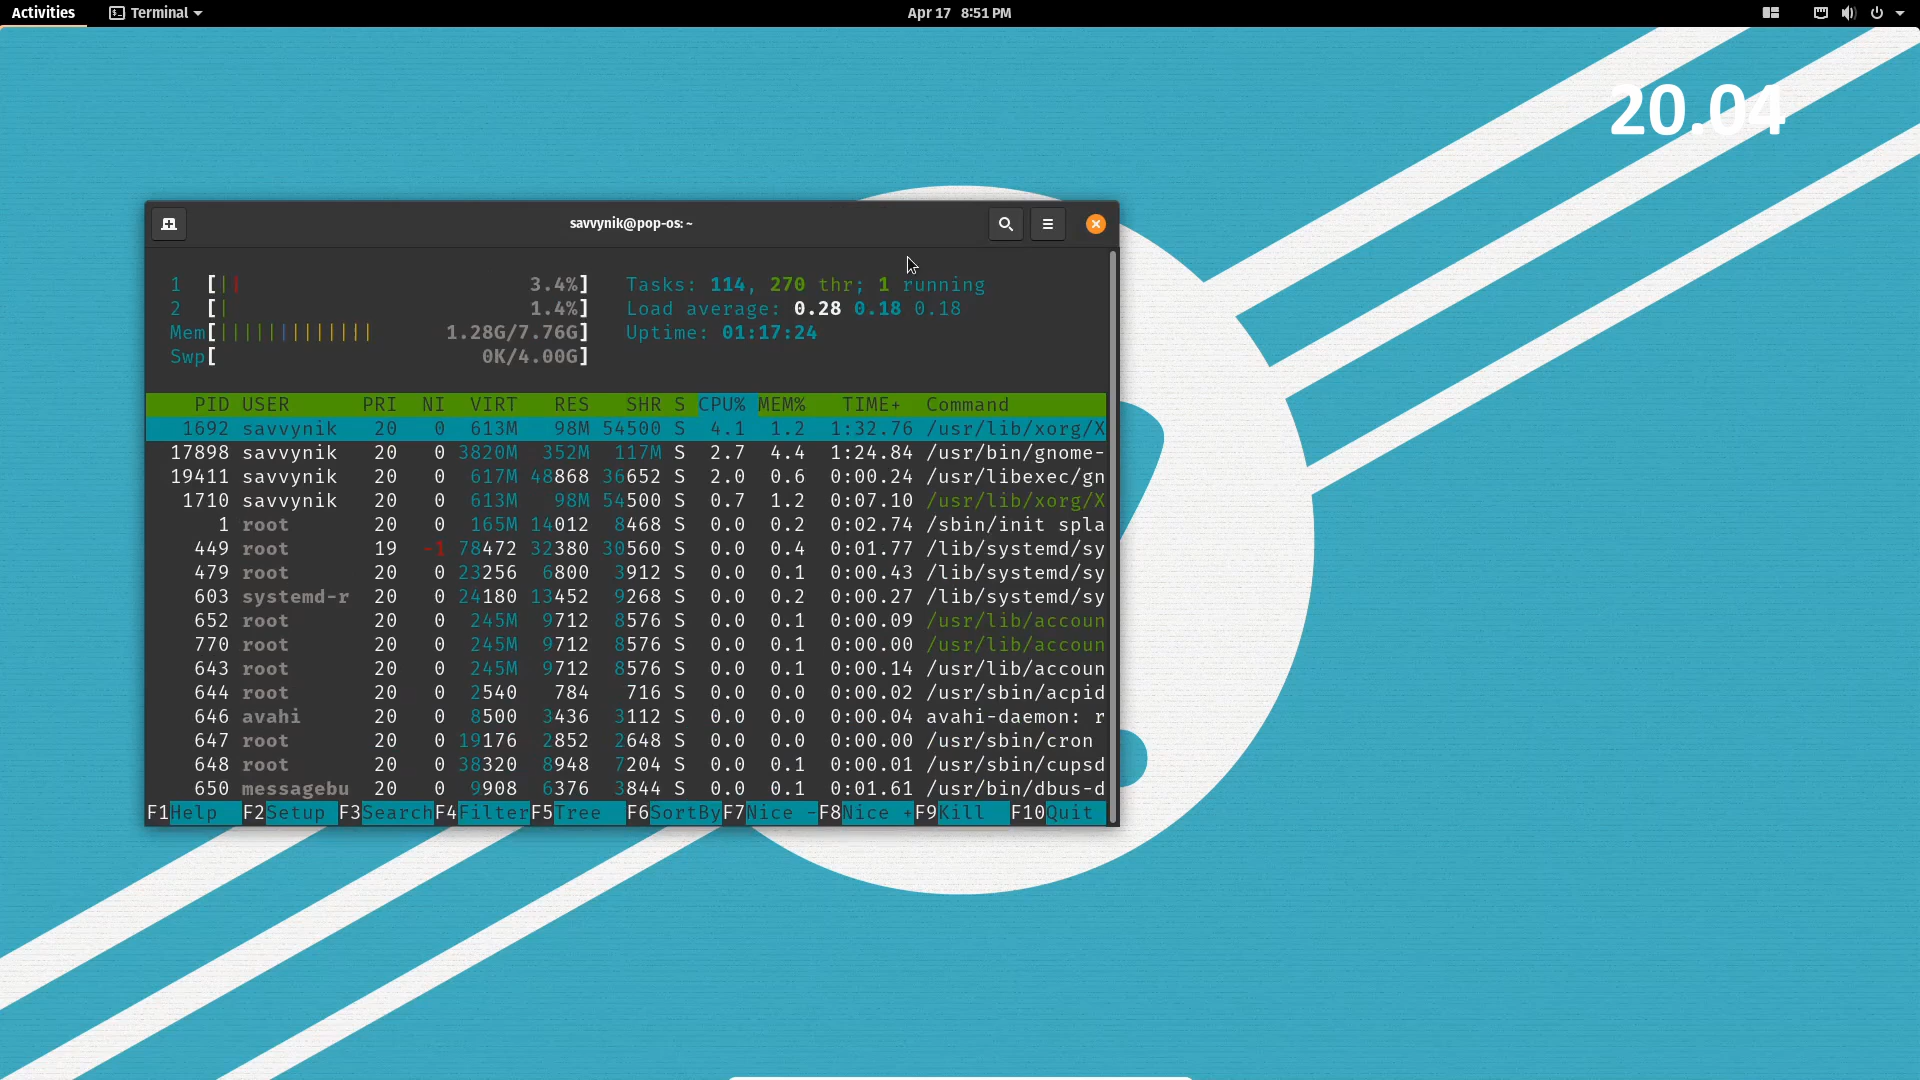 Activities Terminal Apr 17 8:51 PM
20.04
savvynik@pop-os: ~
1 [|| 3.4%] Tasks: 114, 270 thr; 1 running
2 [| 1.4%] Load average: 0.28 0.18 0.18
Mem[||||||||||||| 1.28G/7.76G] Uptime: 01:17:24
Swp[ 0K/4.00G]
PID USER PRI NI VIRT RES SHR S CPU% MEM% TIME+ Command
1692 savvynik 20 0 613M 98M 54500 S 4.1 1.2 1:32.76 /usr/lib/xorg/X
17898 savvynik 20 0 3820M 352M 117M S 2.7 4.4 1:24.84 /usr/bin/gnome-
19411 savvynik 20 0 617M 48868 36652 S 2.0 0.6 0:00.24 /usr/libexec/gn
1710 savvynik 20 0 613M 98M 54500 S 0.7 1.2 0:07.10 /usr/lib/xorg/X
1 root 20 0 165M 14012 8468 S 0.0 0.2 0:02.74 /sbin/init spla
449 root 19 -1 78472 32380 30560 S 0.0 0.4 0:01.77 /lib/systemd/sy
479 root 20 0 23256 6800 3912 S 0.0 0.1 0:00.43 /lib/systemd/sy
603 systemd-r 20 0 24180 13452 9268 S 0.0 0.2 0:00.27 /lib/systemd/sy
652 root 20 0 245M 9712 8576 S 0.0 0.1 0:00.09 /usr/lib/accoun
770 root 20 0 245M 9712 8576 S 0.0 0.1 0:00.00 /usr/lib/accoun
643 root 20 0 245M 9712 8576 S 0.0 0.1 0:00.14 /usr/lib/accoun
644 root 20 0 2540 784 716 S 0.0 0.0 0:00.02 /usr/sbin/acpid
646 avahi 20 0 8500 3436 3112 S 0.0 0.0 0:00.04 avahi-daemon: r
647 root 20 0 19176 2852 2648 S 0.0 0.0 0:00.00 /usr/sbin/cron
648 root 20 0 38320 8948 7204 S 0.0 0.1 0:00.01 /usr/sbin/cupsd
650 messagebu 20 0 9908 6376 3844 S 0.0 0.1 0:01.61 /usr/bin/dbus-d
F1Help F2Setup F3SearchF4FilterF5Tree F6SortByF7Nice -F8Nice +F9Kill F10Quit